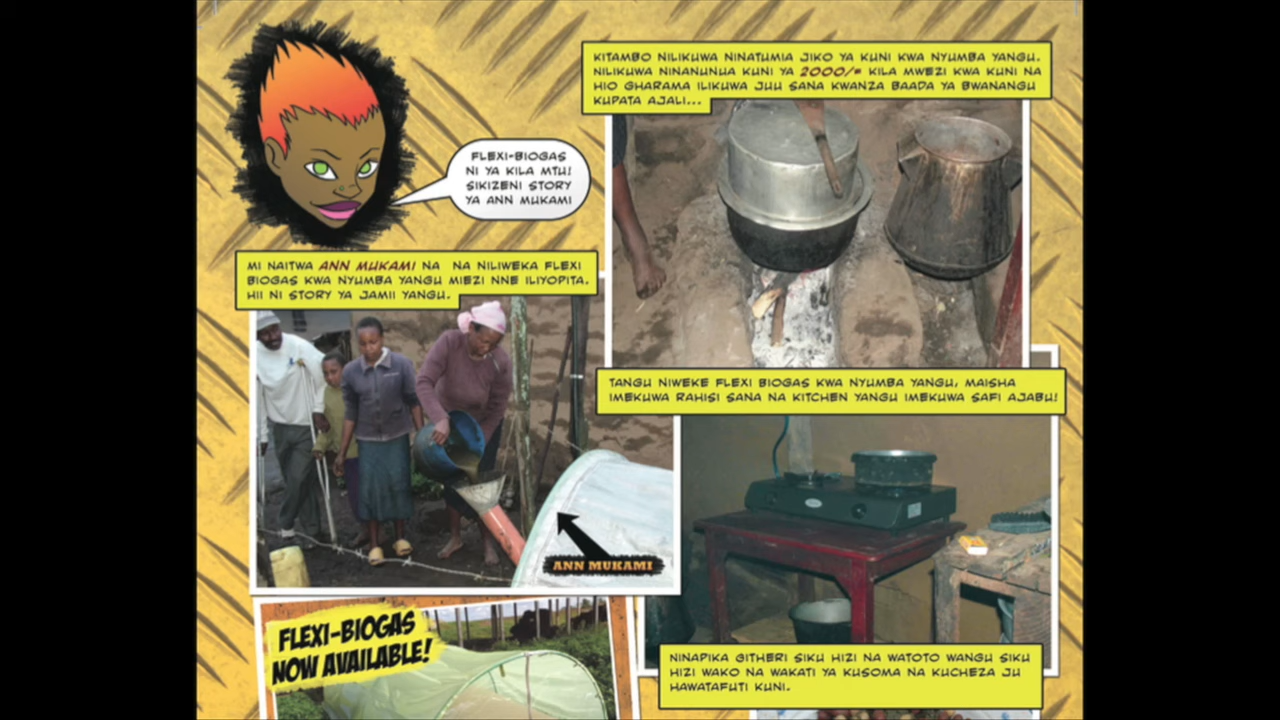 FLEXI-BIOGAS
NI YA KILA MTU!
SIKIZENI STORY
YA ANN MUKAMI
MI NAITWA ANN MUKAMI NA NA NILIWEKA FLEXI
BIOGAS KWA NYUMBA YANGU MIEZI NNE ILIYOPITA.
HII NI STORY YA JAMII YANGU.
KITAMBO NILIKUWA NINATUMIA JIKO YA KUNI KWA NYUMBA YANGU.
NILIKUWA NINANUNUA KUNI YA 2000/= KILA MWEZI KWA KUNI NA
HIO GHARAMA ILIKUWA JUU SANA KWANZA BAADA YA BWANANGU
KUPATA AJALI...
ANN MUKAMI
TANGU NIWEKE FLEXI BIOGAS KWA NYUMBA YANGU, MAISHA
IMEKUWA RAHISI SANA NA KITCHEN YANGU IMEKUWA SAFI AJABU!
FLEXI-BIOGAS
NOW AVAILABLE!
NINAPIKA GITHERI SIKU HIZI NA WATOTO WANGU SIKU
HIZI WAKO NA WAKATI YA KUSOMA NA KUCHEZA JU
HAWATAFUTI KUNI.